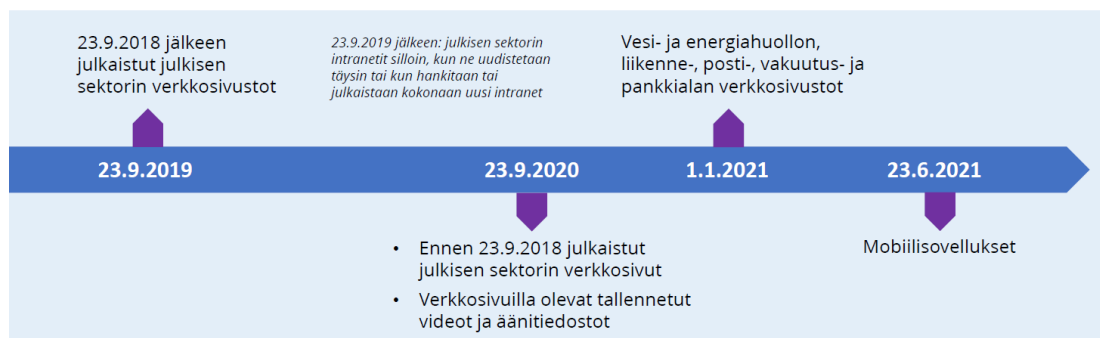 23.9.2018 jälkeen
julkaistut julkisen
sektorin verkkosivustot
23.9.2019 jälkeen: julkisen sektorin
intranetit silloin, kun ne uudistetaan
täysin tai kun hankitaan tai
julkaistaan kokonaan uusi intranet
Vesi- ja energiahuollon,
liikenne-, posti-, vakuutus- ja
pankkialan verkkosivustot
23.9.2019
23.9.2020
1.1.2021
23.6.2021
• Ennen 23.9.2018 julkaistut
julkisen sektorin verkkosivut
• Verkkosivuilla olevat tallennetut
videot ja äänitiedostot
Mobiilisovellukset